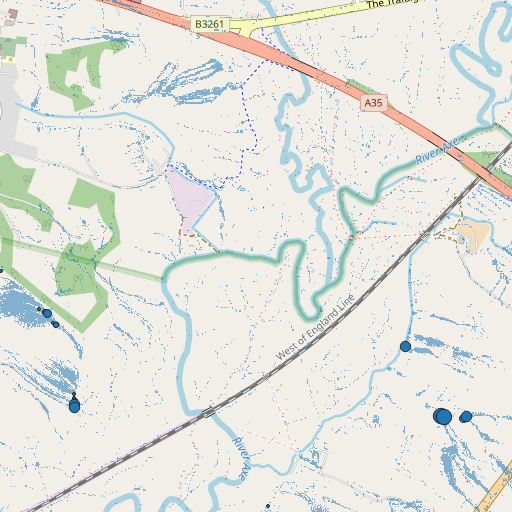 The Trafalg
B3261
A35
River Axe
West of England Line
River Axe